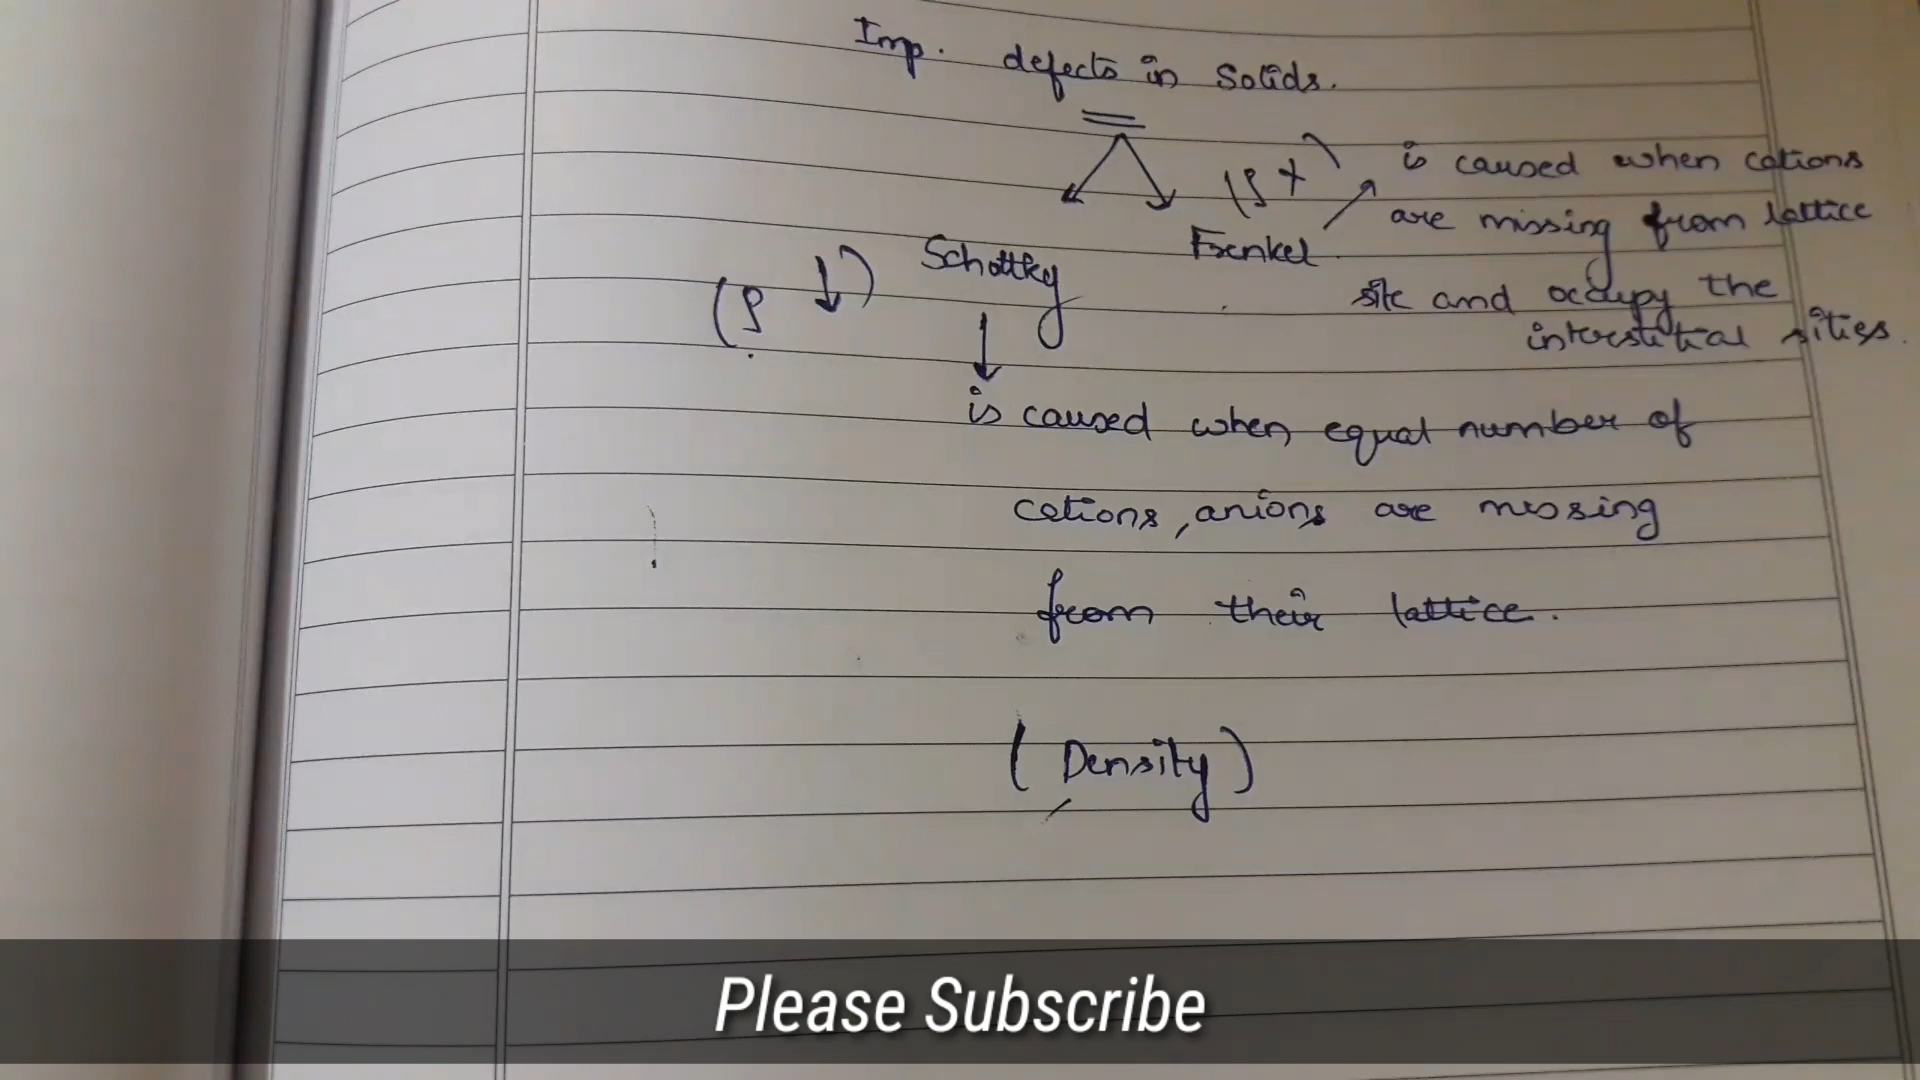 Imp. defects in Solids.
(ρ ×)
is caused when cations
are missing from lattice
Frenkel
Schottky
(ρ ↓)
site and occupy the
interstitial sities.
is caused when equal number of
cations, anions are missing
from their lattice.
(Density)
Please Subscribe